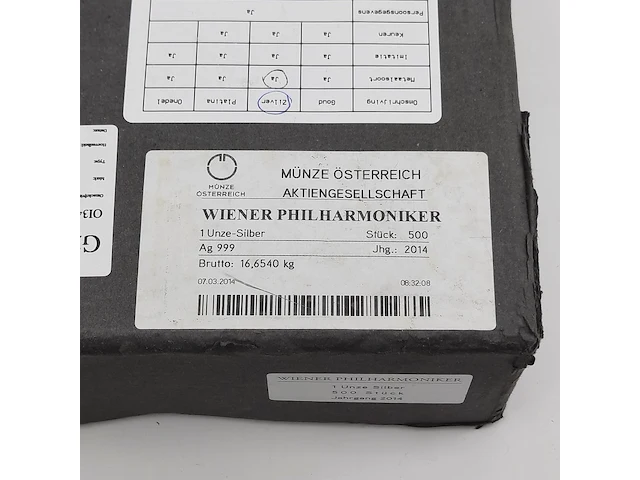 Omschrijving Goud Zilver Platina Onedel
Metaalsoort Ja Ja Ja Ja
Imitatie Ja Ja Ja
Keuren Ja Ja Ja
Persoonsgegevens Ja
MÜNZE
ÖSTERREICH
MÜNZE ÖSTERREICH
AKTIENGESELLSCHAFT
WIENER PHILHARMONIKER
1 Unze-Silber Stück: 500
Ag 999 Jhg.: 2014
Brutto: 16,6540 kg
07.03.2014 08:32:08
WIENER PHILHARMONIKER
1 Unze Silber
500 Stück
Jahrgang 2014